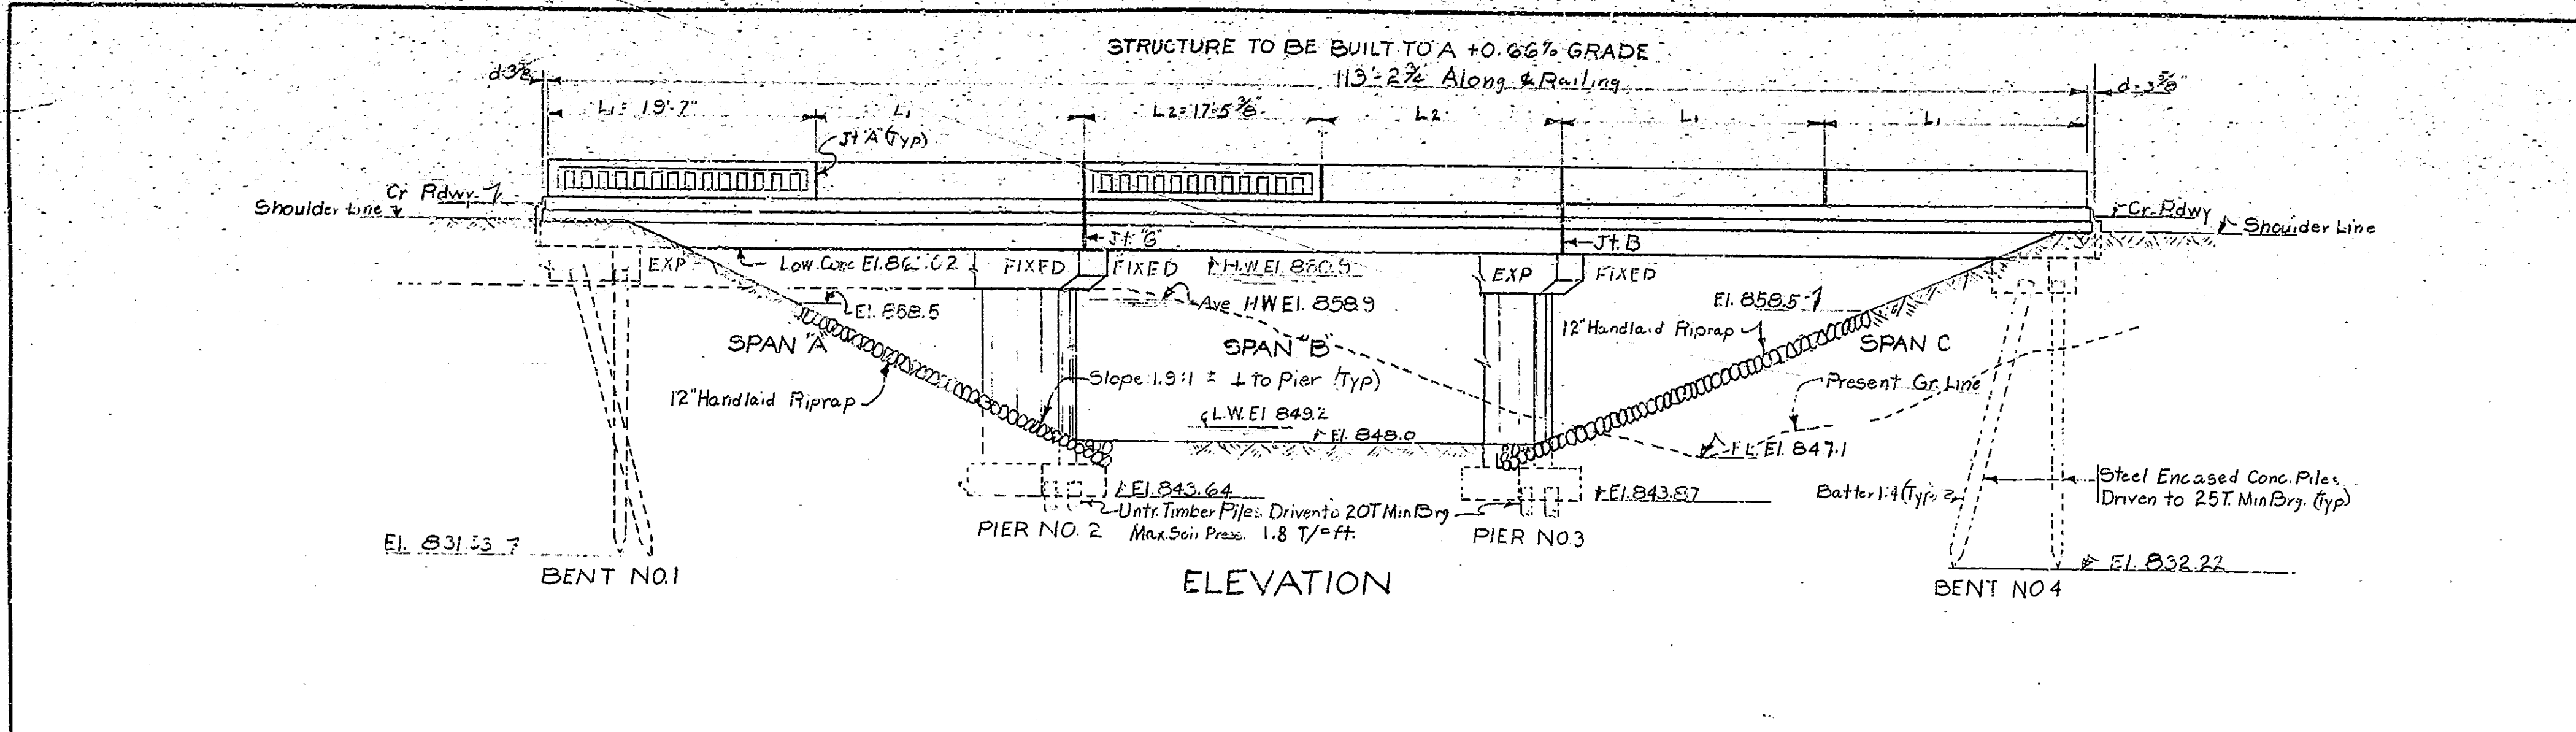 STRUCTURE TO BE BUILT TO A +0.66% GRADE
113'-2¾" Along ℄ Railing
d-3⅝"
d-3⅝"
L1= 19'-7"
L1
L2=17'-5⅜"
L2
L1
L1
Jt "A" (Typ)
Cr Rdwy.
Shoulder Line
Cr. Rdwy
Shoulder Line
Jt. "G"
Jt. B
EXP
Low. Conc El.
FIXED
FIXED
H.W. El. 860.5
EXP
FIXED
El. 858.5
Ave HW El. 858.9
El. 858.5
12" Handlaid Riprap
SPAN "A"
SPAN "B"
SPAN C
12" Handlaid Riprap
Slope 1.9:1 ± ⊥ to Pier (Typ)
Present Gr. Line
L.W. El 849.2
El. 848.0
F.L. El. 847.1
El. 843.64
El. 843.87
Batter 1:4 (Typ)
Steel Encased Conc. Piles
Driven to 25T. Min Brg. (Typ)
Untr. Timber Piles Driven to 20T Min Brg
Max. Soil Press. 1.8 T/□ ft.
PIER NO. 2
PIER NO.3
El. 831.53
BENT NO.1
ELEVATION
El. 832.22
BENT NO 4